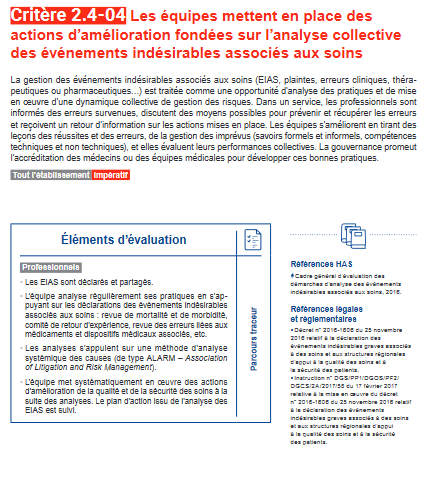 Critère 2.4-04 Les équipes mettent en place des
actions d'amélioration fondées sur l'analyse collective
des événements indésirables associés aux soins
La gestion des événements indésirables associés aux soins (EIAS, plaintes, erreurs cliniques, théra-
peutiques ou pharmaceutiques...) est traitée comme une opportunité d'analyse des pratiques et de mise
en œuvre d'une dynamique collective de gestion des risques. Dans un service, les professionnels sont
informés des erreurs survenues, discutent des moyens possibles pour prévenir et récupérer les erreurs
et reçoivent un retour d'information sur les actions mises en place. Les équipes s'améliorent en tirant des
leçons des réussites et des erreurs, de la gestion des imprévus (savoirs formels et informels, compétences
techniques et non techniques), et elles évaluent leurs performances collectives. La gouvernance promeut
l'accréditation des médecins ou des équipes médicales pour développer ces bonnes pratiques.
Tout l'établissement Impératif
Éléments d'évaluation
Professionnels
• Les EIAS sont déclarés et partagés.
• L'équipe analyse régulièrement ses pratiques en s'ap-
puyant sur les déclarations des événements indésirables
associés aux soins : revue de mortalité et de morbidité,
comité de retour d'expérience, revue des erreurs liées aux
médicaments et dispositifs médicaux associés, etc.
• Les analyses s'appuient sur une méthode d'analyse
systémique des causes (de type ALARM – Association
of Litigation and Risk Management).
• L'équipe met systématiquement en œuvre des actions
d'amélioration de la qualité et de la sécurité des soins à la
suite des analyses. Le plan d'action issu de l'analyse des
EIAS est suivi.
Parcours traceur
Références HAS
Cadre général d'évaluation des
démarches d'analyse des événements
indésirables associés aux soins, 2016.
Références légales
et réglementaires
• Décret n° 2016-1606 du 25 novembre
2016 relatif à la déclaration des
événements indésirables graves associés
à des soins et aux structures régionales
d'appui à la qualité des soins et à
la sécurité des patients.
• Instruction n° DGS/PP1/DGOS/PF2/
DGCS/2A/2017/58 du 17 février 2017
relative à la mise en œuvre du décret
n° 2016-1606 du 25 novembre 2016 relatif
à la déclaration des événements
indésirables graves associés à des soins
et aux structures régionales d'appui
à la qualité des soins et à la sécurité
des patients.